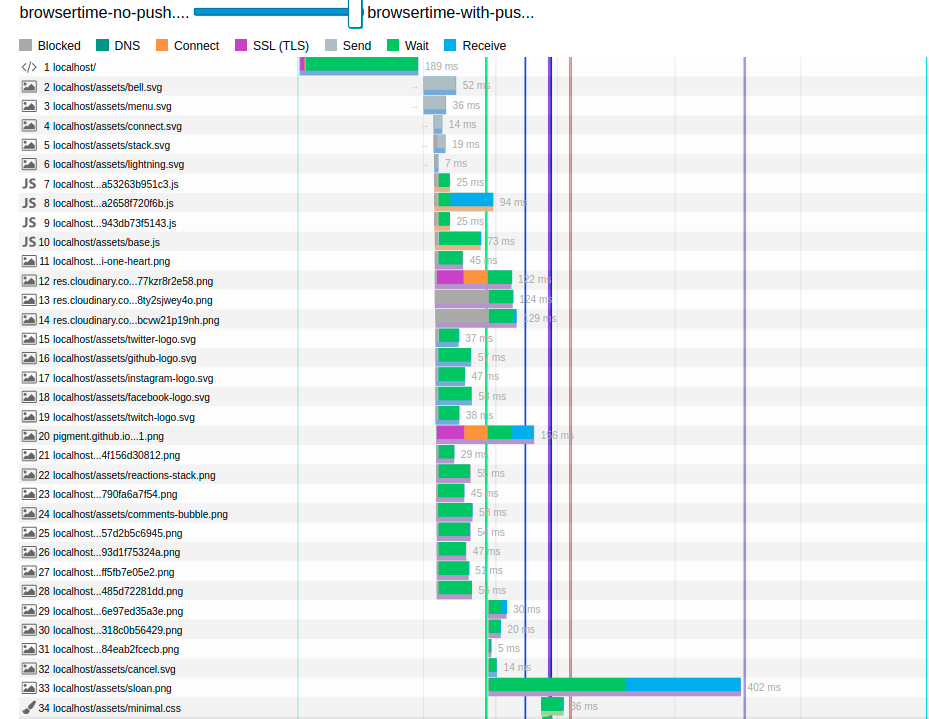 browsertime-no-push.... browsertime-with-pus...
Blocked DNS Connect SSL (TLS) Send Wait Receive
1 localhost/ 189 ms
2 localhost/assets/bell.svg 52 ms
3 localhost/assets/menu.svg 36 ms
4 localhost/assets/connect.svg 14 ms
5 localhost/assets/stack.svg 19 ms
6 localhost/assets/lightning.svg 7 ms
JS 7 localhost...a53263b951c3.js 25 ms
JS 8 localhost...a2658f720f6b.js 94 ms
JS 9 localhost...943db73f5143.js 25 ms
JS 10 localhost/assets/base.js 73 ms
11 localhost...i-one-heart.png 45 ms
12 res.cloudinary.co...77kzr8r2e58.png 122 ms
13 res.cloudinary.co...8ty2sjwey4o.png 124 ms
14 res.cloudinary.co...bcvw21p19nh.png 129 ms
15 localhost/assets/twitter-logo.svg 37 ms
16 localhost/assets/github-logo.svg ms
17 localhost/assets/instagram-logo.svg 47 ms
18 localhost/assets/facebook-logo.svg ms
19 localhost/assets/twitch-logo.svg 38 ms
20 pigment.github.io...1.png ms
21 localhost...4f156d30812.png 29 ms
22 localhost/assets/reactions-stack.png 55 ms
23 localhost...790fa6a7f54.png 45 ms
24 localhost/assets/comments-bubble.png ms
25 localhost...57d2b5c6945.png 54 ms
26 localhost...93d1f75324a.png 47 ms
27 localhost...ff5fb7e05e2.png 51 ms
28 localhost...485d72281dd.png ms
29 localhost...6e97ed35a3e.png 30 ms
30 localhost...318c0b56429.png 20 ms
31 localhost...84eab2fcecb.png 5 ms
32 localhost/assets/cancel.svg 14 ms
33 localhost/assets/sloan.png 402 ms
34 localhost/assets/minimal.css ms